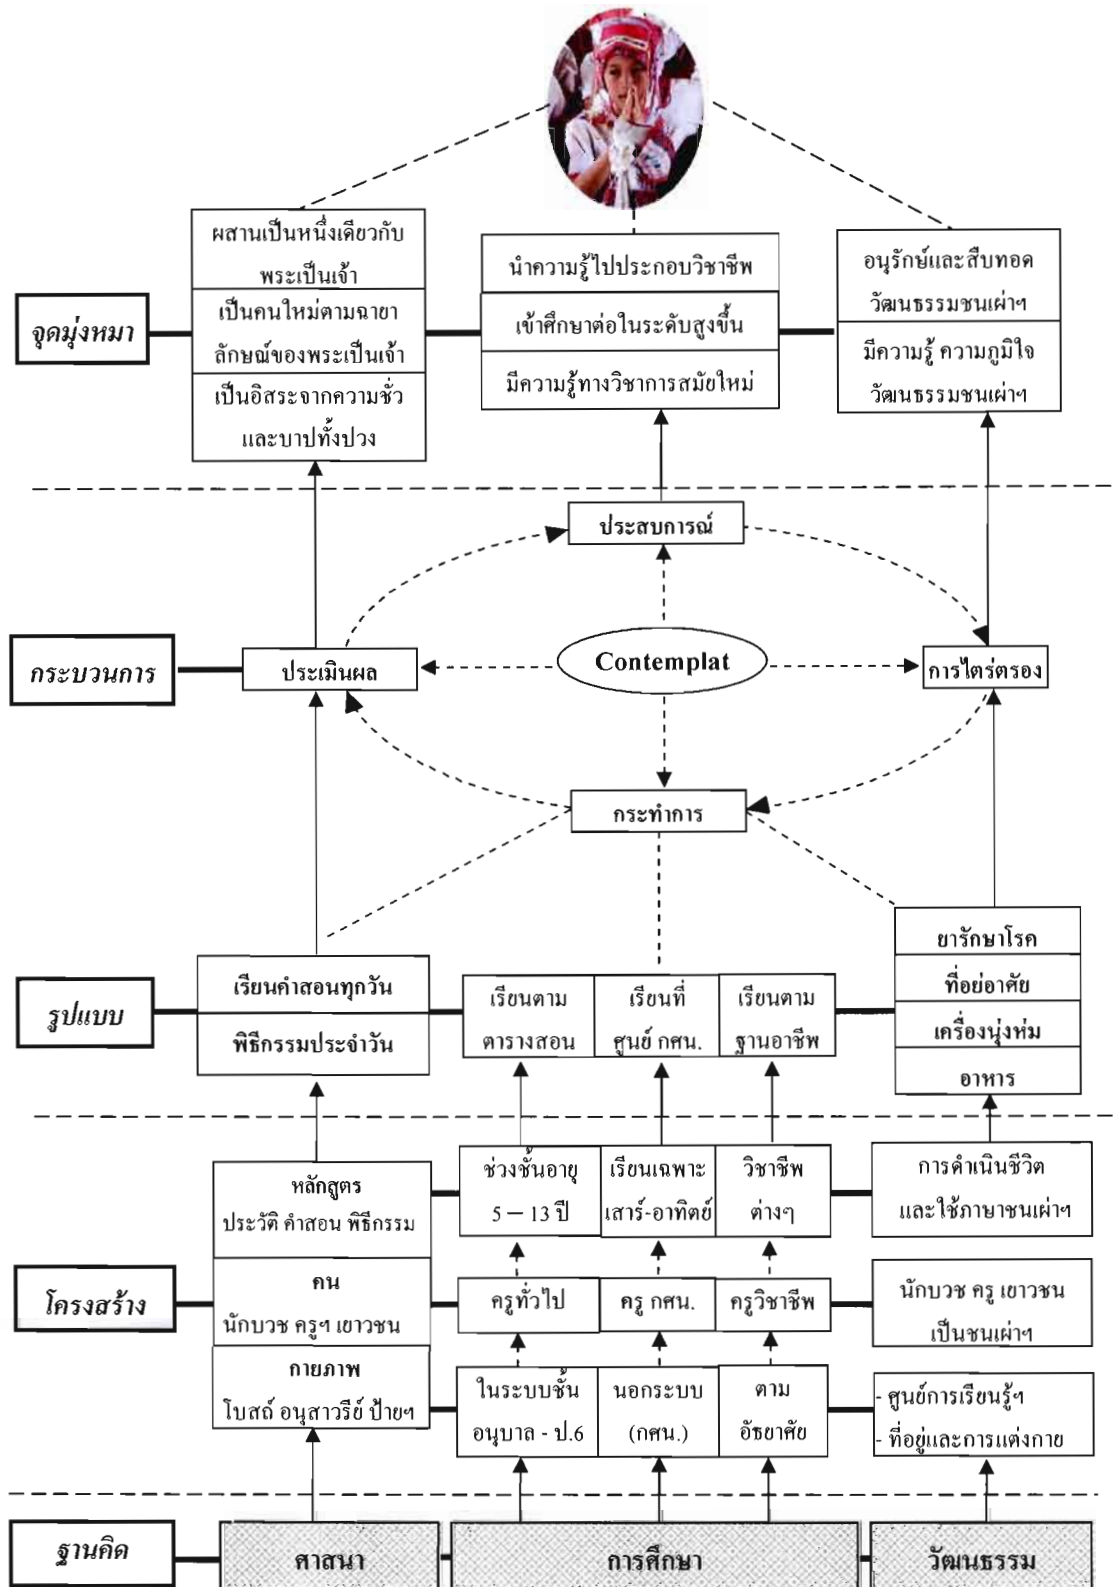 ผสานเป็นหนึ่งเดียวกับ
พระเป็นเจ้า
เป็นคนใหม่ตามฉายา
ลักษณ์ของพระเป็นเจ้า
เป็นอิสระจากความชั่ว
และบาปทั้งปวง
นำความรู้ไปประกอบวิชาชีพ
เข้าศึกษาต่อในระดับสูงขึ้น
มีความรู้ทางวิชาการสมัยใหม่
อนุรักษ์และสืบทอด
วัฒนธรรมชนเผ่าฯ
มีความรู้ ความภูมิใจ
วัฒนธรรมชนเผ่าฯ
จุดมุ่งหมา
ประสบการณ์
กระบวนการ
ประเมินผล
Contemplat
การไตร่ตรอง
กระทำการ
รูปแบบ
เรียนคำสอนทุกวัน
พิธีกรรมประจำวัน
เรียนตาม
ตารางสอน
เรียนที่
ศูนย์ กศน.
เรียนตาม
ฐานอาชีพ
ยารักษาโรค
ที่อย่อาศัย
เครื่องนุ่งห่ม
อาหาร
หลักสูตร
ประวัติ คำสอน พิธีกรรม
ช่วงชั้นอายุ
5 – 13 ปี
เรียนเฉพาะ
เสาร์-อาทิตย์
วิชาชีพ
ต่างๆ
การดำเนินชีวิต
และใช้ภาษาชนเผ่าฯ
โครงสร้าง
คน
นักบวช ครูฯ เยาวชน
ครูทั่วไป
ครู กศน.
ครูวิชาชีพ
นักบวช ครู เยาวชน
เป็นชนเผ่าฯ
กายภาพ
โบสถ์ อนุสาวรีย์ ป้ายฯ
ในระบบชั้น
อนุบาล - ป.6
นอกระบบ
(กศน.)
ตาม
อัธยาศัย
- ศูนย์การเรียนรู้ฯ
- ที่อยู่และการแต่งกาย
ฐานคิด
ศาสนา
การศึกษา
วัฒนธรรม